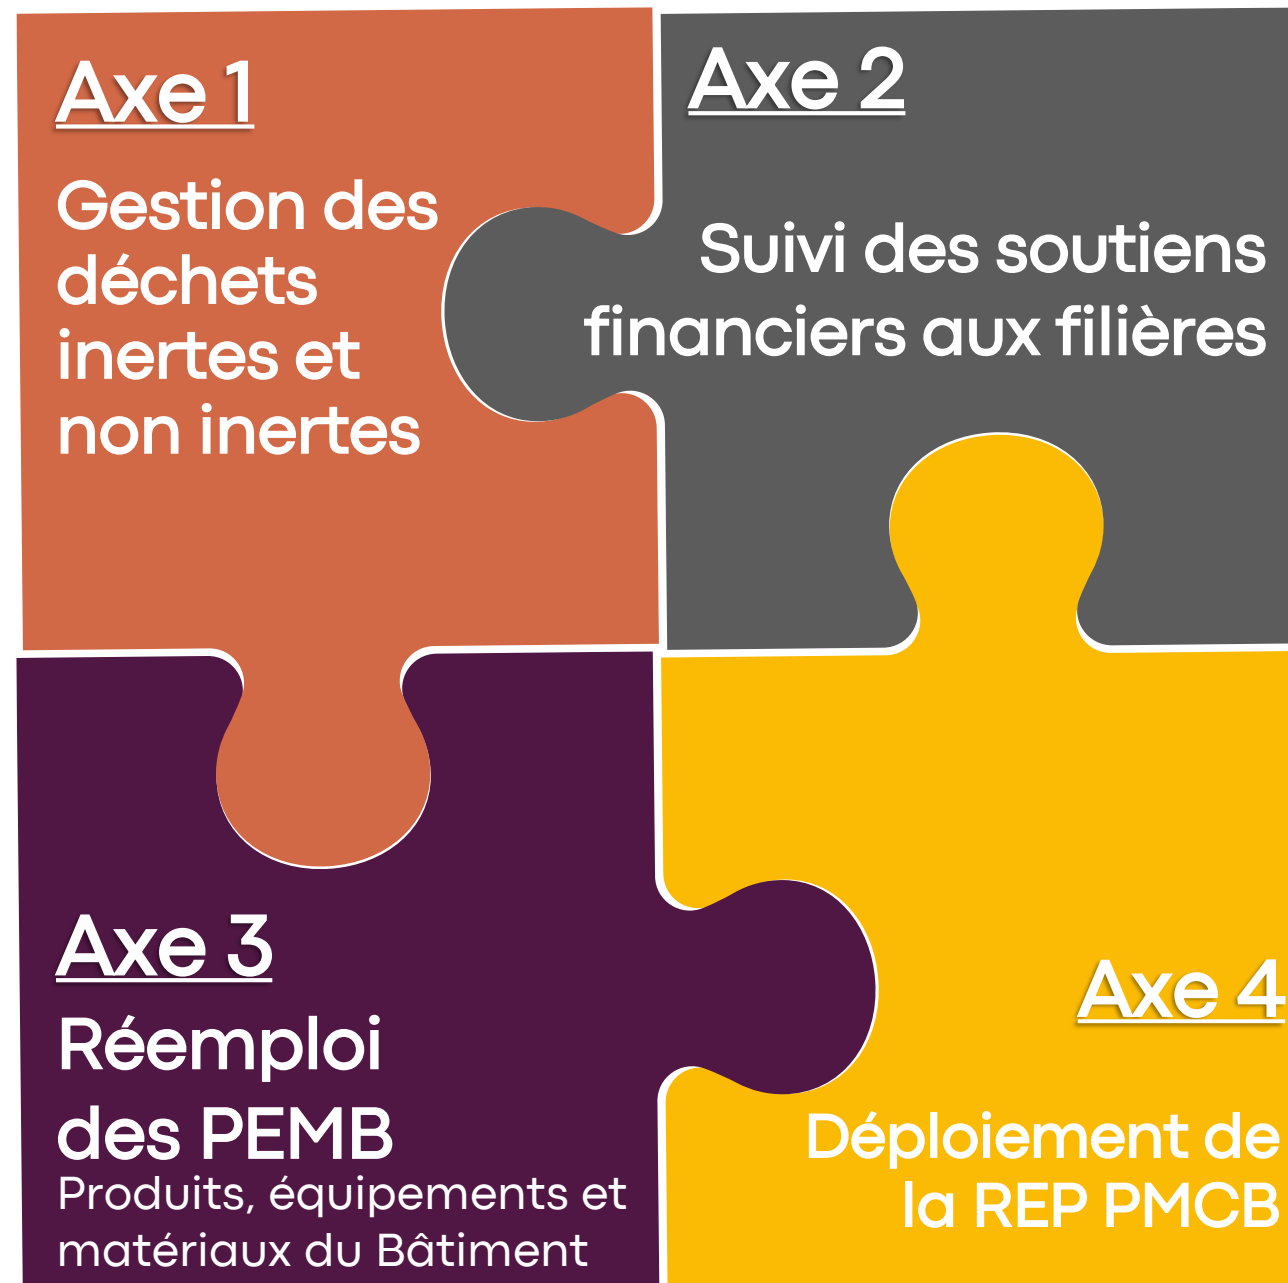 Axe 1
Gestion des
déchets
inertes et
non inertes
Axe 2
Suivi des soutiens
financiers aux filières
Axe 3
Réemploi
des PEMB
Produits, équipements et
matériaux du Bâtiment
Axe 4
Déploiement de
la REP PMCB